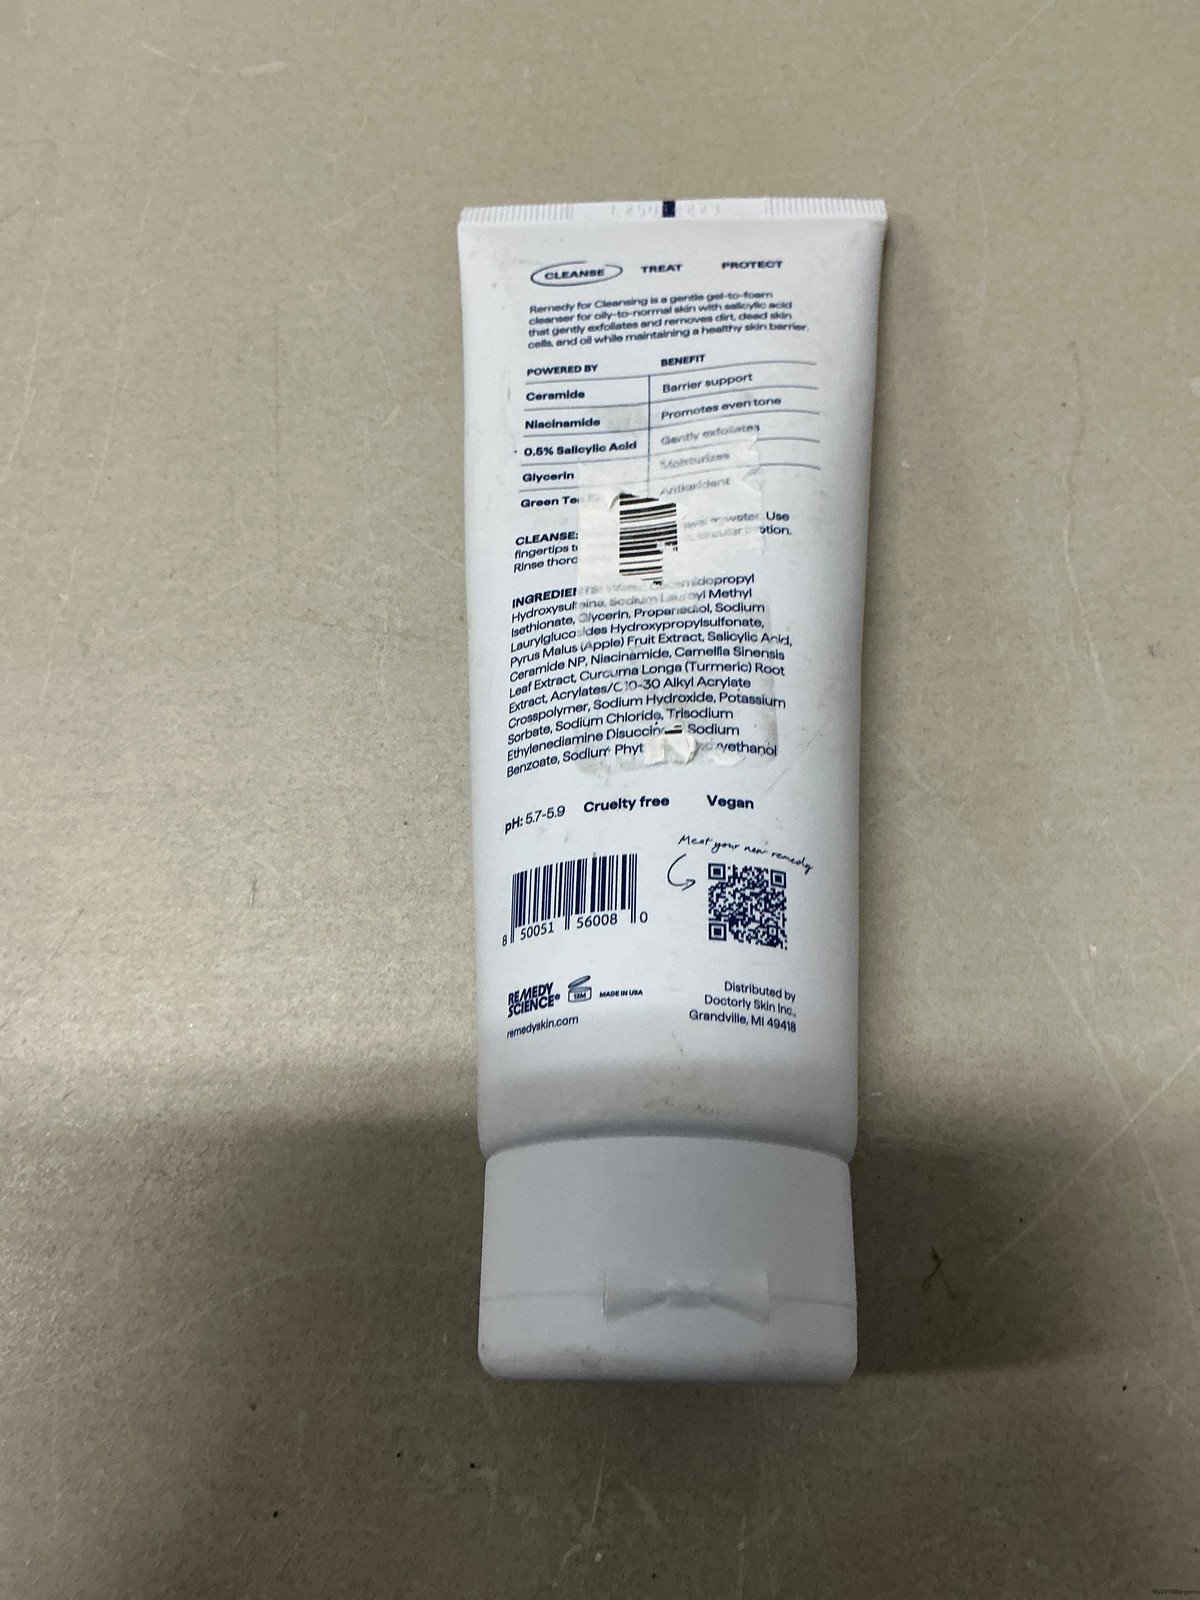 CLEANSE TREAT PROTECT
Remedy for Cleansing is a gentle gel-to-foam
cleanser for oily-to-normal skin with salicylic acid
that gently exfoliates and removes dirt, dead skin
cells, and oil while maintaining a healthy skin barrier.
POWERED BY BENEFIT
Ceramide Barrier support
Niacinamide Promotes even tone
0.5% Salicylic Acid Gently exfoliates
Glycerin Moisturizes
Green Antioxidant
CLEANSE: water. Use
fingertips circular
Rinse
Cocamidopropyl
Sodium Lauroyl Methyl
Isethionate, Glycerin, Propanediol, Sodium
Laurylglucosides Hydroxypropylsulfonate,
Pyrus Malus (Apple) Fruit Extract, Salicylic Acid,
Ceramide NP, Niacinamide, Camellia Sinensis
Leaf Extract, Curcuma Longa (Turmeric) Root
Extract, Acrylates/C10-30 Alkyl Acrylate
Crosspolymer, Sodium Hydroxide, Potassium
Sorbate, Sodium Chloride, Trisodium
Ethylenediamine Sodium
Benzoate, Sodium
pH: 5.7-5.9 Cruelty free Vegan
Meet your new remedy
8 50051 56008 0
REMEDY
SCIENCE®
12M
MADE IN USA
remedyskin.com
Distributed by
Doctorly Skin Inc.,
Grandville, MI 49418